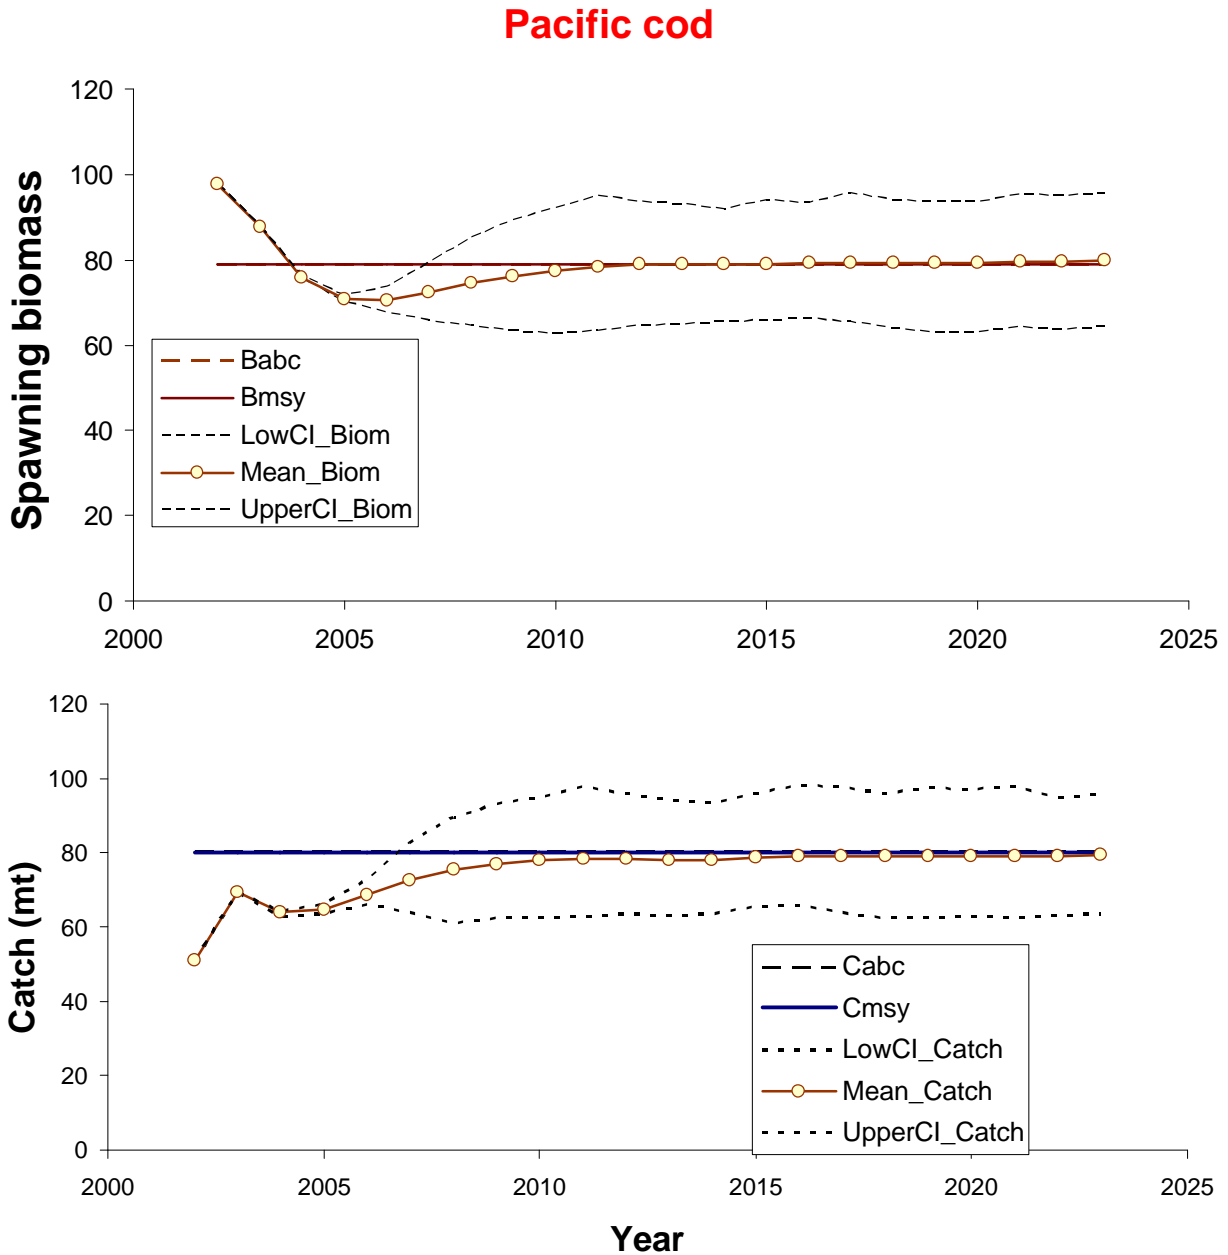 Pacific cod
Spawning biomass
120
100
80
60
40
20
0
Babc
Bmsy
LowCI_Biom
Mean_Biom
UpperCI_Biom
2000 2005 2010 2015 2020 2025
Catch (mt)
120
100
80
60
40
20
0
Cabc
Cmsy
LowCI_Catch
Mean_Catch
UpperCI_Catch
2000 2005 2010 2015 2020 2025
Year